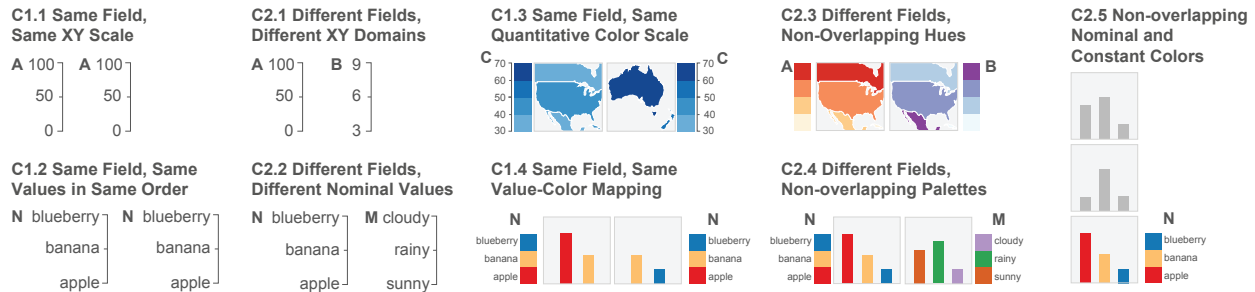 C1.1 Same Field,
Same XY Scale
A 100 A 100
50 50
0 0
C2.1 Different Fields,
Different XY Domains
A 100 B 9
50 6
0 3
C1.3 Same Field, Same
Quantitative Color Scale
C C
70 70
60 60
50 50
40 40
30 30
C2.3 Different Fields,
Non-Overlapping Hues
A B
C2.5 Non-overlapping
Nominal and
Constant Colors
N
blueberry
banana
apple
C1.2 Same Field, Same
Values in Same Order
N blueberry N blueberry
banana banana
apple apple
C2.2 Different Fields,
Different Nominal Values
N blueberry M cloudy
banana rainy
apple sunny
C1.4 Same Field, Same
Value-Color Mapping
N N
blueberry blueberry
banana banana
apple apple
C2.4 Different Fields,
Non-overlapping Palettes
N M
blueberry cloudy
banana rainy
apple sunny